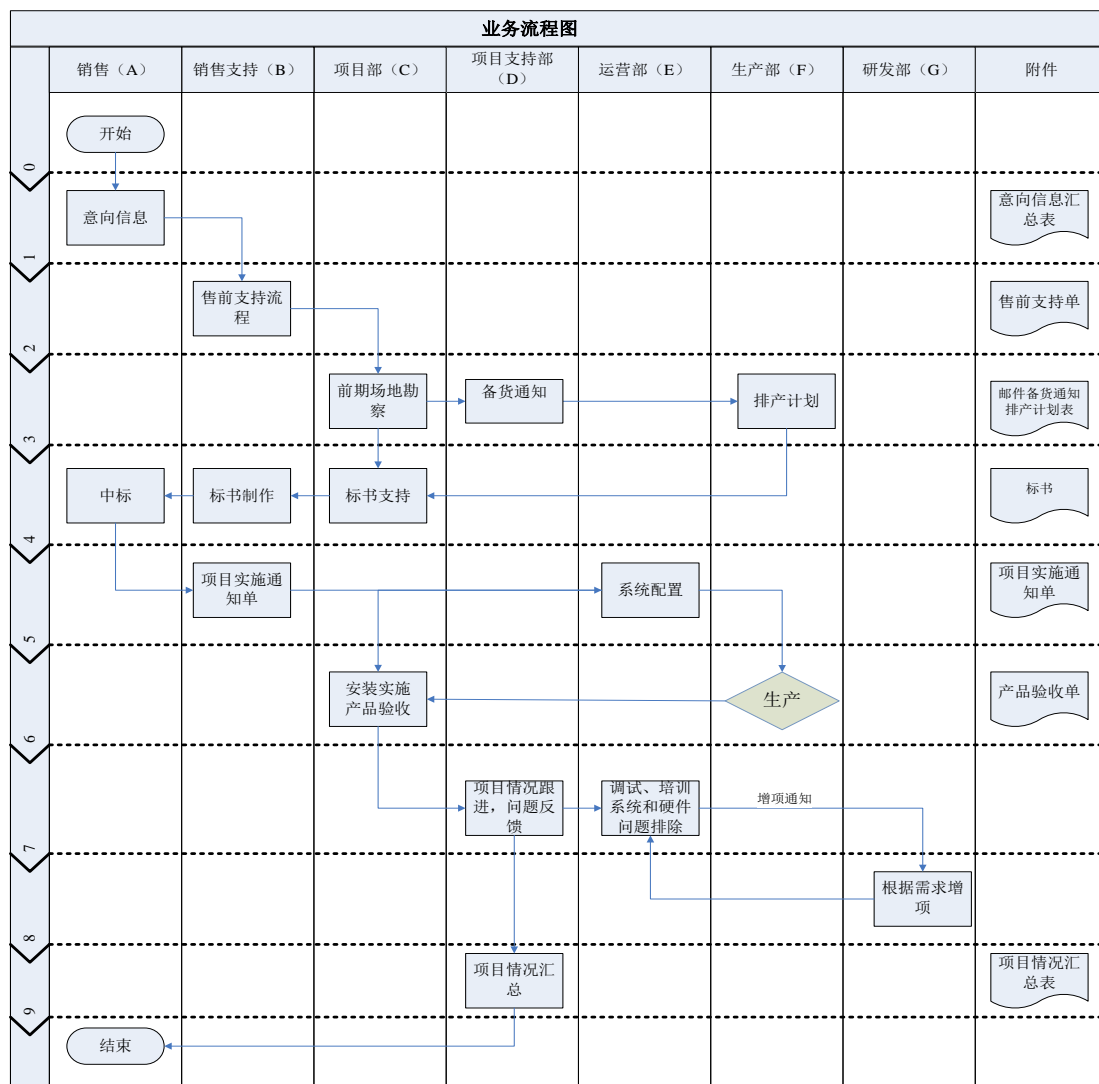 业务流程图
销售（A）
销售支持（B）
项目部（C）
项目支持部
（D）
运营部（E）
生产部（F）
研发部（G）
附件
开始
0
意向信息
意向信息汇
总表
1
售前支持流
程
售前支持单
2
前期场地勘
察
备货通知
排产计划
邮件备货通知
排产计划表
3
中标
标书制作
标书支持
标书
4
项目实施通
知单
系统配置
项目实施通
知单
5
安装实施
产品验收
生产
产品验收单
6
项目情况跟
进，问题反
馈
调试、培训
系统和硬件
问题排除
增项通知
7
根据需求增
项
8
项目情况汇
总
项目情况汇
总表
9
结束